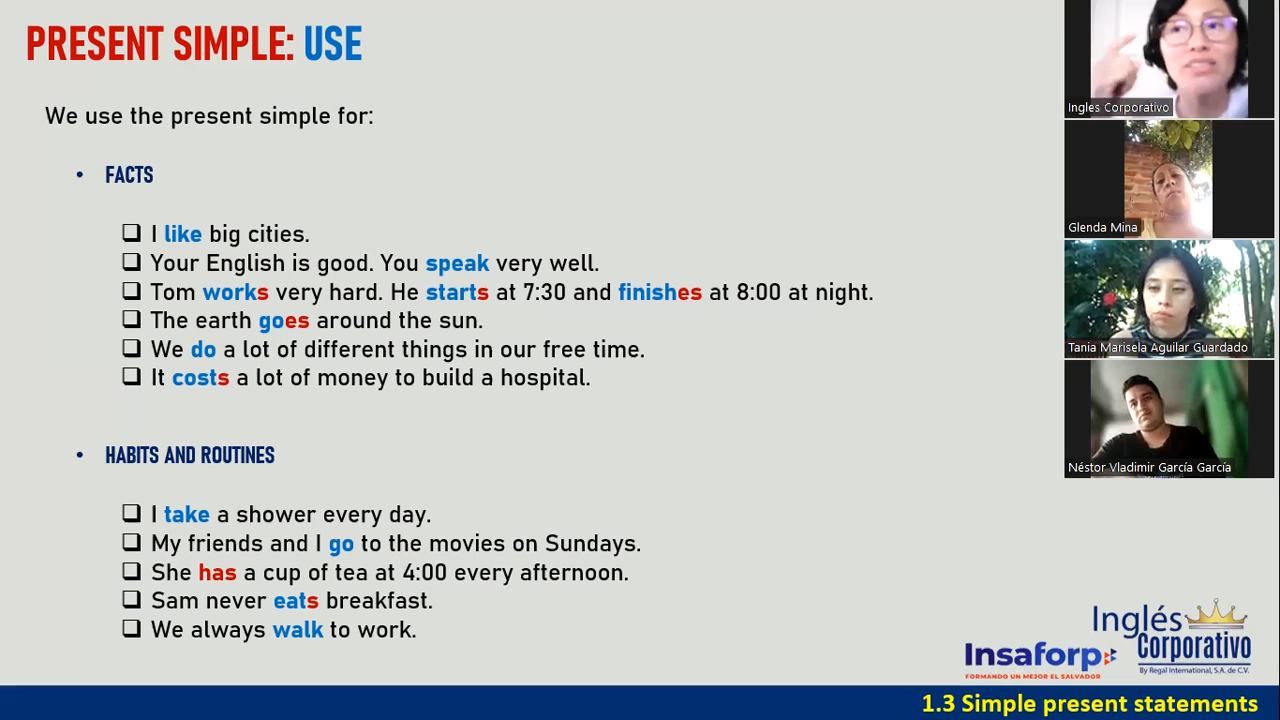 PRESENT SIMPLE: USE
We use the present simple for:
• FACTS
❑ I like big cities.
❑ Your English is good. You speak very well.
❑ Tom works very hard. He starts at 7:30 and finishes at 8:00 at night.
❑ The earth goes around the sun.
❑ We do a lot of different things in our free time.
❑ It costs a lot of money to build a hospital.
• HABITS AND ROUTINES
❑ I take a shower every day.
❑ My friends and I go to the movies on Sundays.
❑ She has a cup of tea at 4:00 every afternoon.
❑ Sam never eats breakfast.
❑ We always walk to work.
Ingles Corporativo
Glenda Mina
Tania Marisela Aguilar Guardado
Néstor Vladimir García García
Insaforp
FORMANDO UN MEJOR EL SALVADOR
Inglés
Corporativo
By Regal International, S.A. de C.V.
1.3 Simple present statements